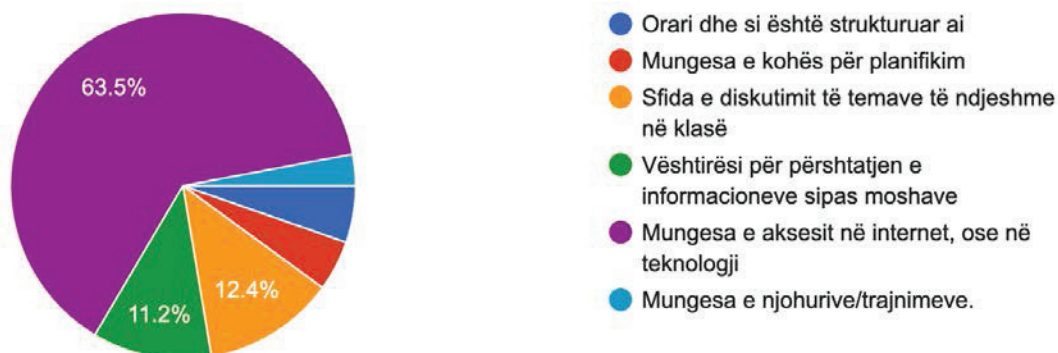 63.5%
12.4%
11.2%
Orari dhe si është strukturuar ai
Mungesa e kohës për planifikim
Sfida e diskutimit të temave të ndjeshme
në klasë
Vështirësi për përshtatjen e
informacioneve sipas moshave
Mungesa e aksesit në internet, ose në
teknologji
Mungesa e njohurive/trajnimeve.